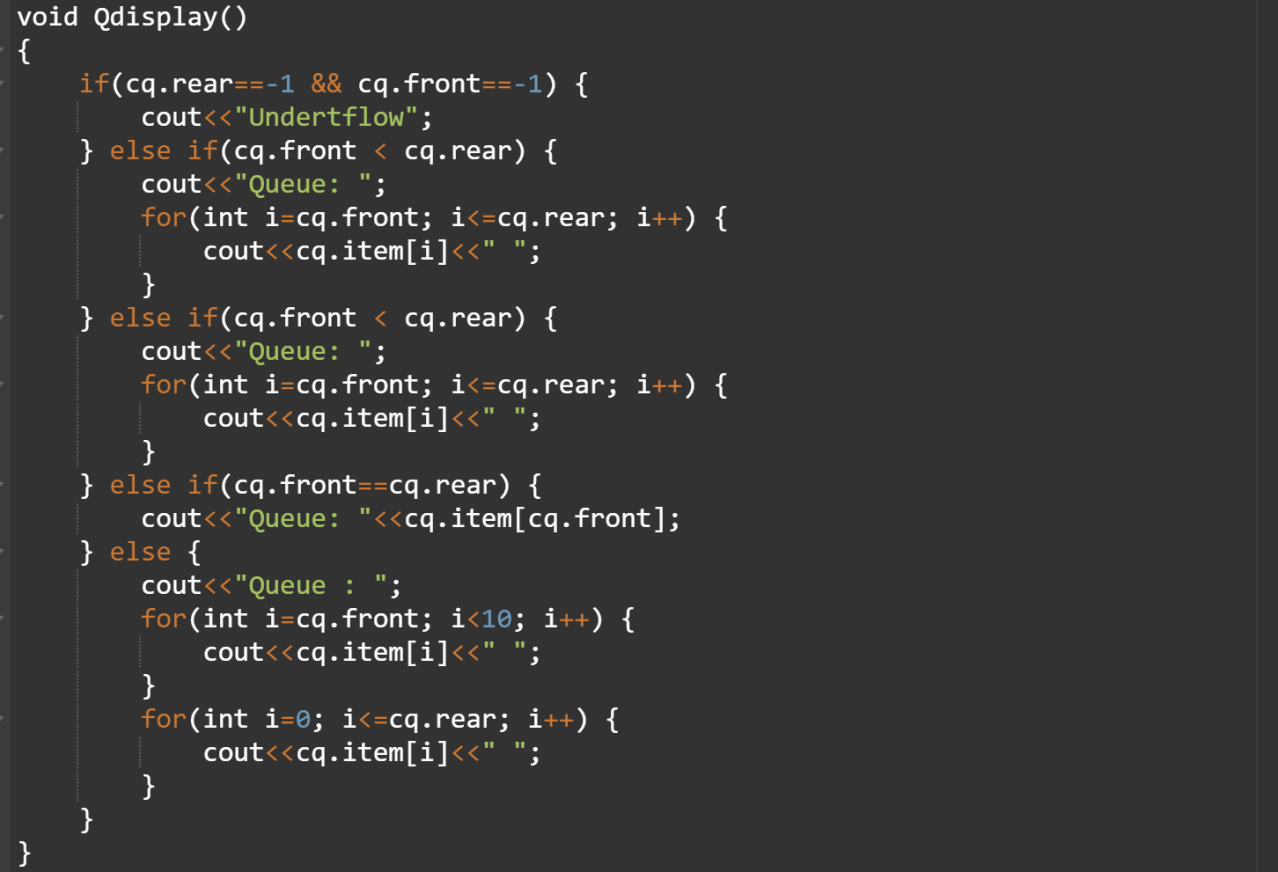 void Qdisplay()
{
    if(cq.rear==-1 && cq.front==-1) {
        cout<<"Undertflow";
    } else if(cq.front < cq.rear) {
        cout<<"Queue: ";
        for(int i=cq.front; i<=cq.rear; i++) {
            cout<<cq.item[i]<<" ";
        }
    } else if(cq.front < cq.rear) {
        cout<<"Queue: ";
        for(int i=cq.front; i<=cq.rear; i++) {
            cout<<cq.item[i]<<" ";
        }
    } else if(cq.front==cq.rear) {
        cout<<"Queue: "<<cq.item[cq.front];
    } else {
        cout<<"Queue : ";
        for(int i=cq.front; i<10; i++) {
            cout<<cq.item[i]<<" ";
        }
        for(int i=0; i<=cq.rear; i++) {
            cout<<cq.item[i]<<" ";
        }
    }
}